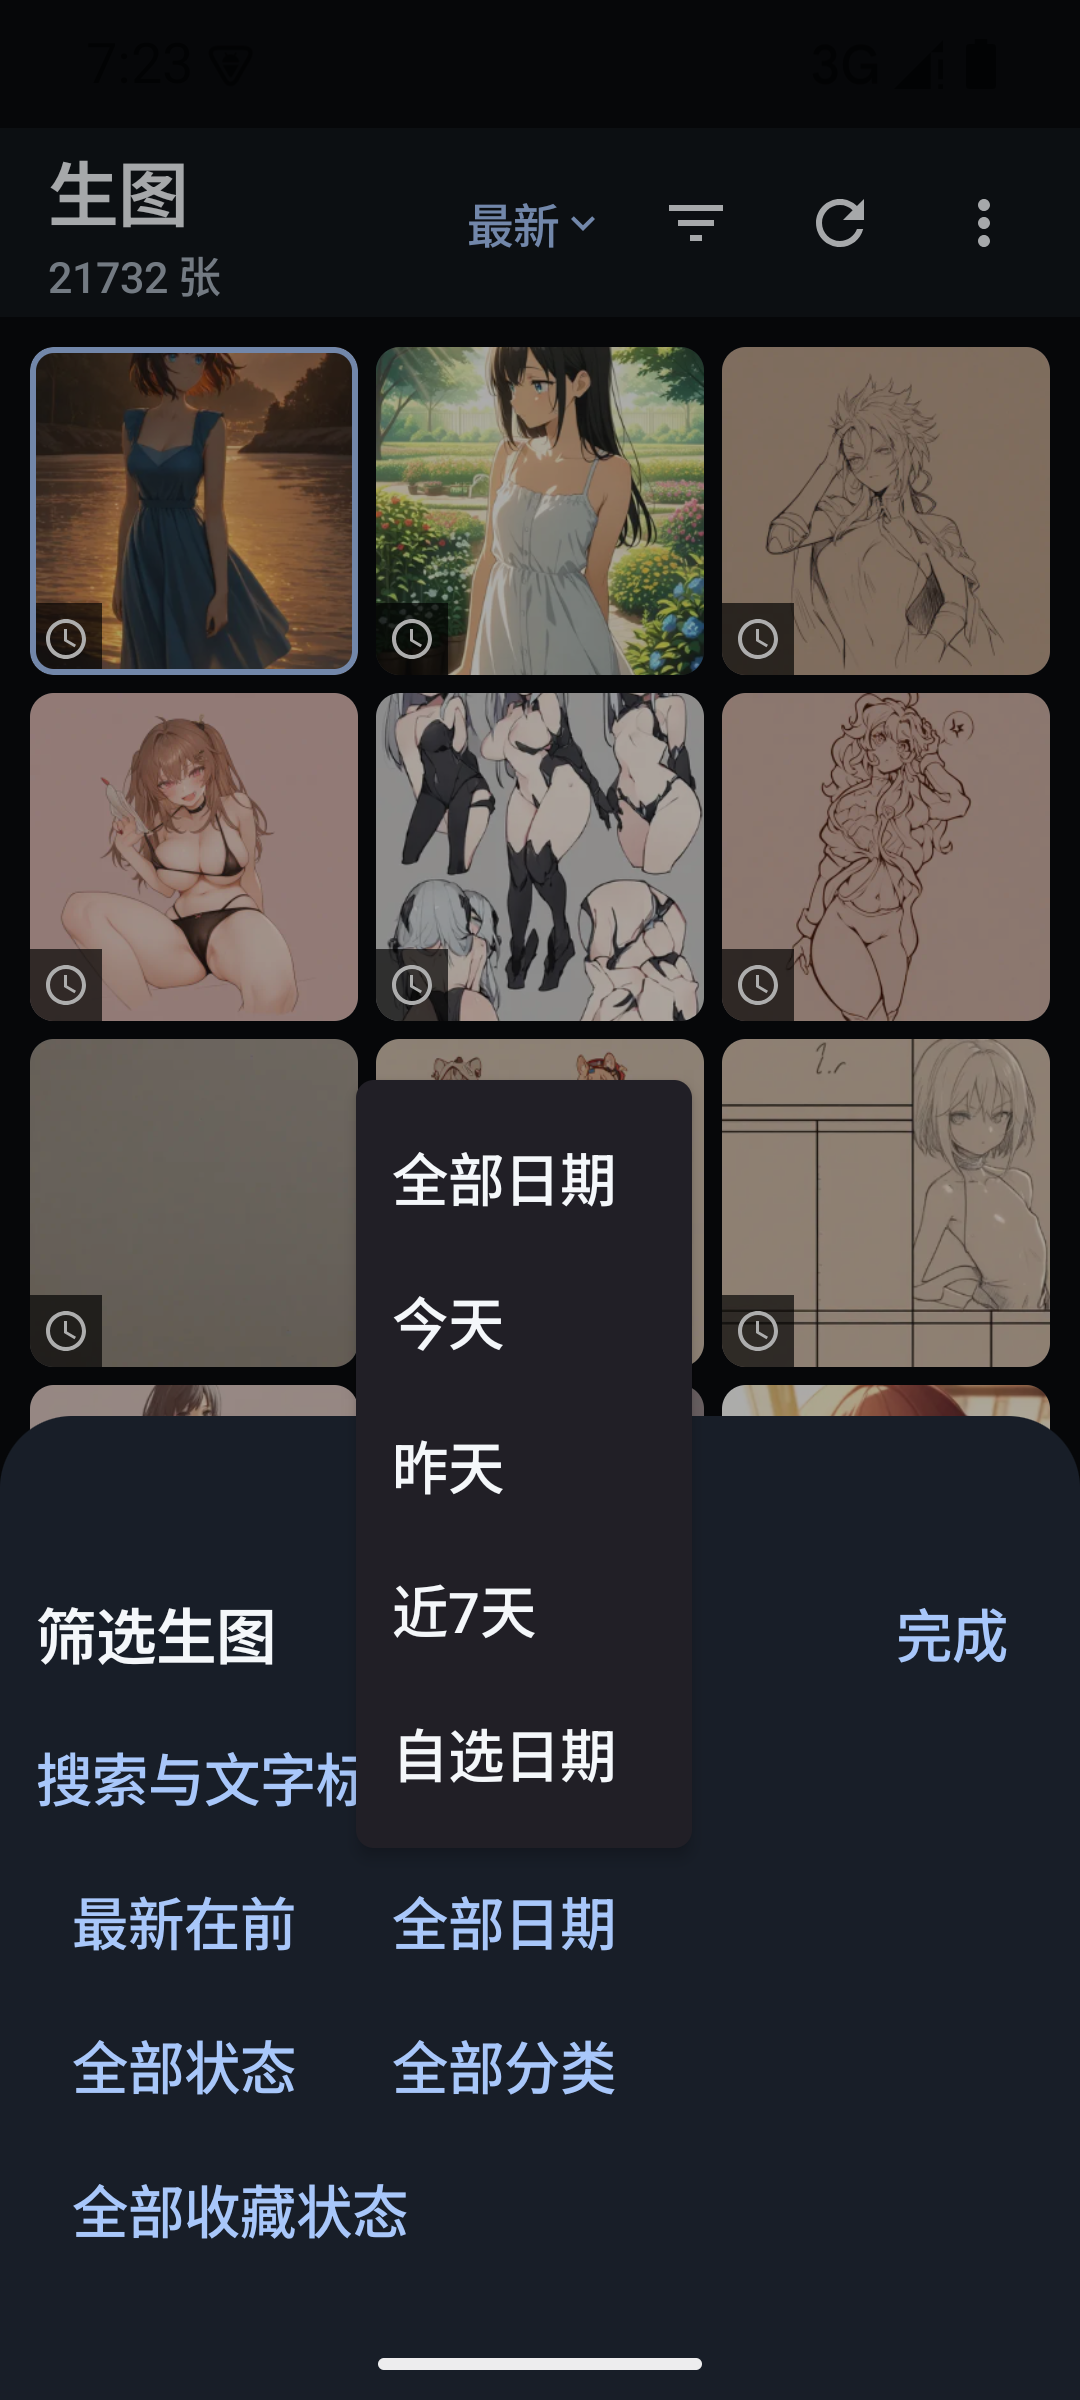 7:23
3G
生图
最新
21732 张
全部日期
今天
昨天
近7天
自选日期
筛选生图
完成
搜索与文字标
最新在前
全部日期
全部状态
全部分类
全部收藏状态